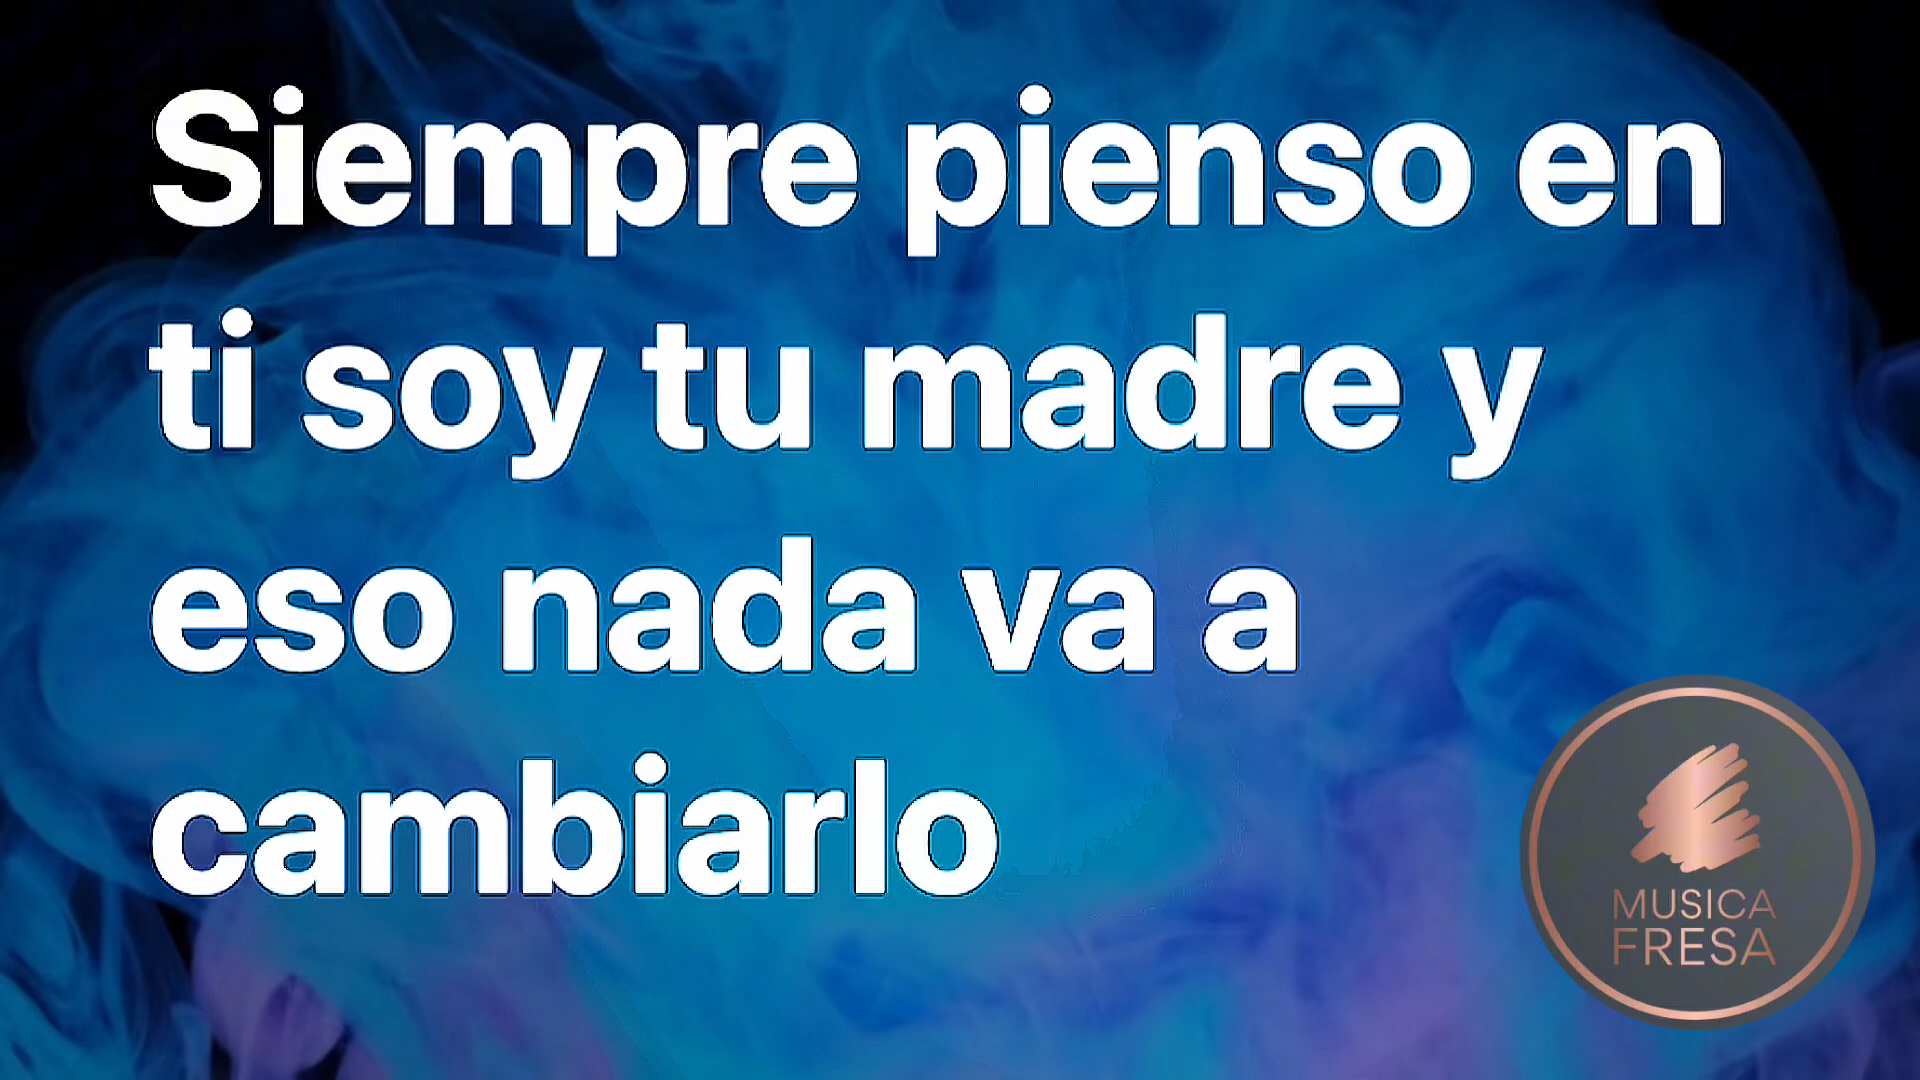 Siempre pienso en
ti soy tu madre y
eso nada va a
cambiarlo
MUSICA
FRESA